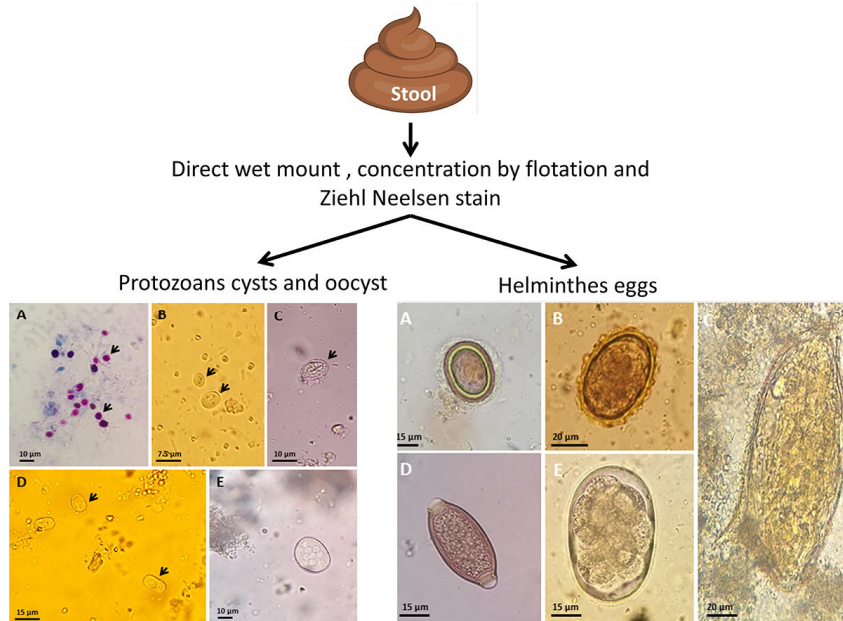 Stool
Direct wet mount , concentration by flotation and
Ziehl Neelsen stain
Protozoans cysts and oocyst
Helminthes eggs
A
10 µm
B
7.5 µm
C
10 µm
D
15 µm
E
10 µm
A
15 µm
B
20 µm
C
20 µm
D
15 µm
E
15 µm